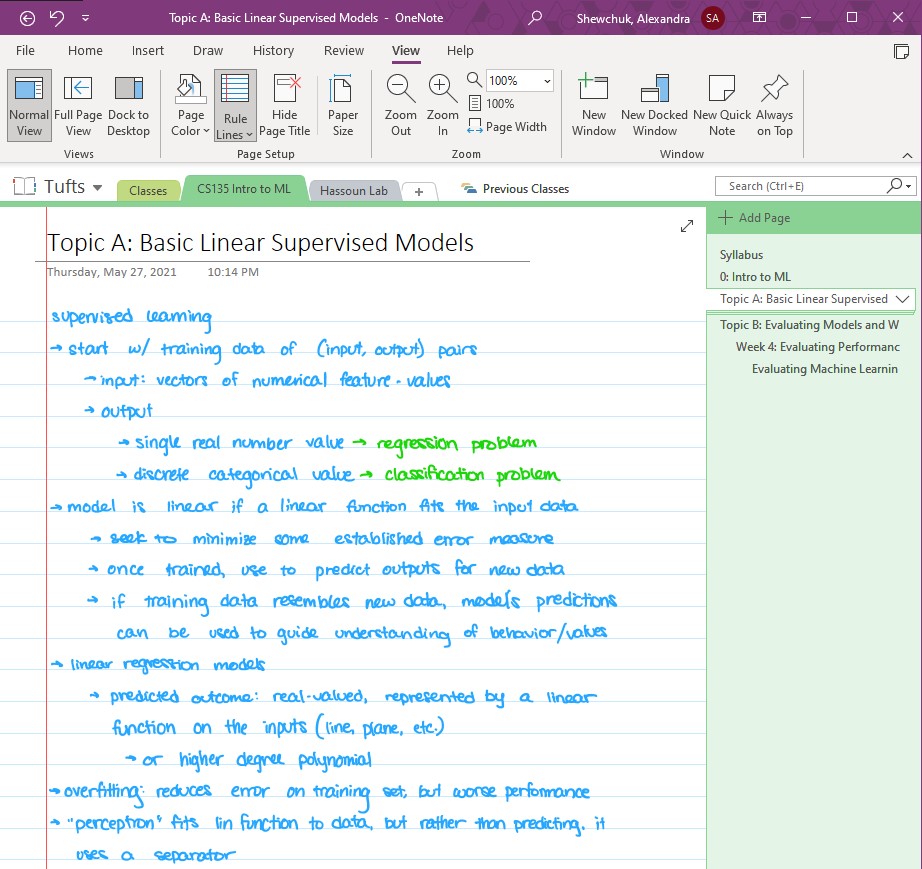 Topic A: Basic Linear Supervised Models - OneNote
Shewchuk, Alexandra
SA
File Home Insert Draw History Review View Help
Normal View
Full Page View
Dock to Desktop
Page Color
Rule Lines
Hide Page Title
Paper Size
Zoom Out
Zoom In
100%
100%
Page Width
New Window
New Docked Window
New Quick Note
Always on Top
Views
Page Setup
Zoom
Window
Tufts
Classes
CS135 Intro to ML
Hassoun Lab
+
Previous Classes
Search (Ctrl+E)
Topic A: Basic Linear Supervised Models
Thursday, May 27, 2021 10:14 PM
supervised learning
→ start w/ training data of (input, output) pairs
→ input: vectors of numerical feature-values
→ output
→ single real number value → regression problem
→ discrete categorical value → classification problem
→ model is linear if a linear function fits the input data
→ seek to minimize some established error measure
→ once trained, use to predict outputs for new data
→ if training data resembles new data, model's predictions
can be used to guide understanding of behavior/values
→ linear regression models
→ predicted outcome: real-valued, represented by a linear
function on the inputs (line, plane, etc.)
→ or higher degree polynomial
→ overfitting: reduces error on training set, but worse performance
→ "perceptron" fits lin function to data, but rather than predicting, it
uses a separator
Add Page
Syllabus
0: Intro to ML
Topic A: Basic Linear Supervised
Topic B: Evaluating Models and W
Week 4: Evaluating Performanc
Evaluating Machine Learnin